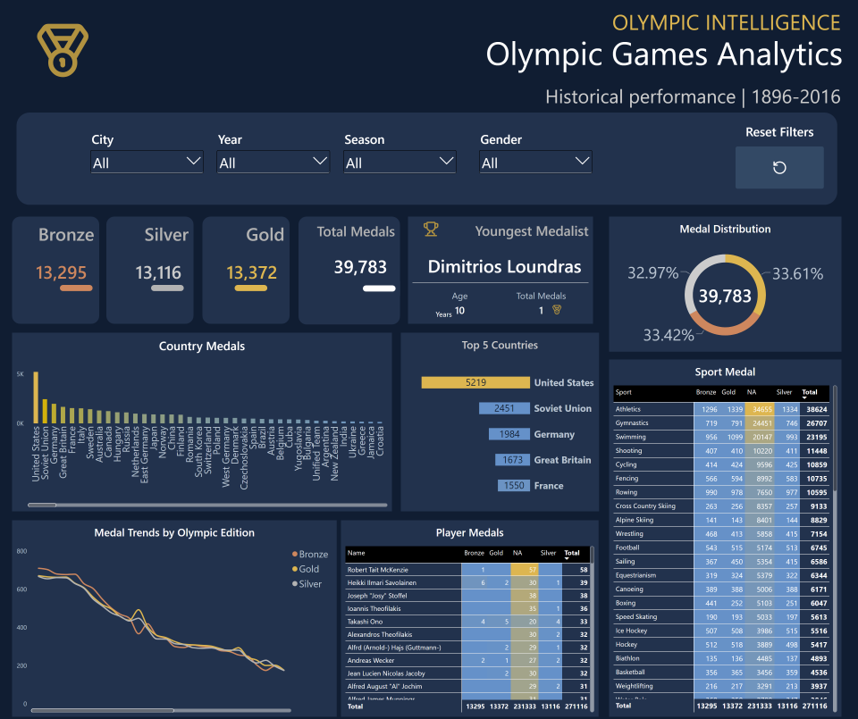 OLYMPIC INTELLIGENCE
Olympic Games Analytics
Historical performance | 1896-2016
City
All
Year
All
Season
All
Gender
All
Reset Filters
Bronze
13,295
Silver
13,116
Gold
13,372
Total Medals
39,783
Youngest Medalist
Dimitrios Loundras
Age
Years 10
Total Medals
1
Medal Distribution
32.97%
33.61%
39,783
33.42%
Country Medals
5K
0K
United States
Soviet Union
Germany
Great Britain
France
Italy
Sweden
Australia
Canada
Hungary
Russia
Netherlands
East Germany
Japan
Norway
China
Finland
Romania
South Korea
Switzerland
Poland
West Germany
Denmark
Czechoslovakia
Spain
Brazil
Austria
Belgium
Cuba
Yugoslavia
Bulgaria
Unified Team
Argentina
New Zealand
India
Ukraine
Greece
Jamaica
Croatia
Top 5 Countries
5219 United States
2451 Soviet Union
1984 Germany
1673 Great Britain
1550 France
Sport Medal
Sport Bronze Gold NA Silver Total
Athletics 1296 1339 34655 1334 38624
Gymnastics 719 791 24451 746 26707
Swimming 956 1099 20147 993 23195
Shooting 407 410 10220 411 11448
Cycling 414 424 9596 425 10859
Fencing 566 594 8992 583 10735
Rowing 990 978 7650 977 10595
Cross Country Skiing 263 256 8357 257 9133
Alpine Skiing 141 143 8401 144 8829
Wrestling 468 413 5858 415 7154
Football 543 515 5174 513 6745
Sailing 367 450 5354 415 6586
Equestrianism 319 324 5379 322 6344
Canoeing 389 388 5006 388 6171
Boxing 441 252 5103 251 6047
Speed Skating 190 193 5033 197 5613
Ice Hockey 507 508 3986 515 5516
Hockey 512 518 3889 498 5417
Biathlon 135 136 4485 137 4893
Basketball 356 365 3459 356 4536
Weightlifting 216 217 3291 213 3937
Total 13295 13372 231333 13116 271116
Medal Trends by Olympic Edition
800
600
400
200
0
Bronze
Gold
Silver
Player Medals
Name Bronze Gold NA Silver Total
Robert Tait McKenzie 1 57 58
Heikki Ilmari Savolainen 6 2 30 1 39
Joseph "Josy" Stoffel 38 38
Ioannis Theofilakis 35 1 36
Takashi Ono 4 5 20 4 33
Alexandros Theofilakis 30 2 32
Alfrd (Arnold-) Hajs (Guttmann-) 2 29 1 32
Andreas Wecker 2 1 27 2 32
Jean Lucien Nicolas Jacoby 2 30 32
Alfred August "Al" Jochim 29 2 31
Alfred James Munnings 31 31
Total 13295 13372 231333 13116 271116